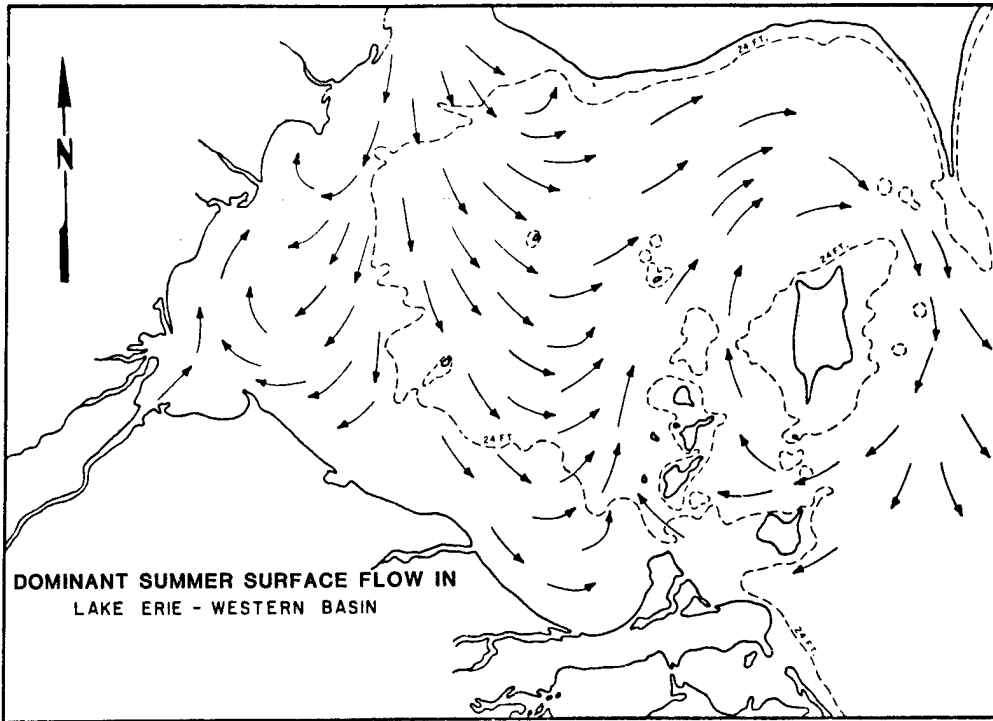 24 FT.
N
24 FT.
24 FT.
DOMINANT SUMMER SURFACE FLOW IN
LAKE ERIE - WESTERN BASIN
24 FT.